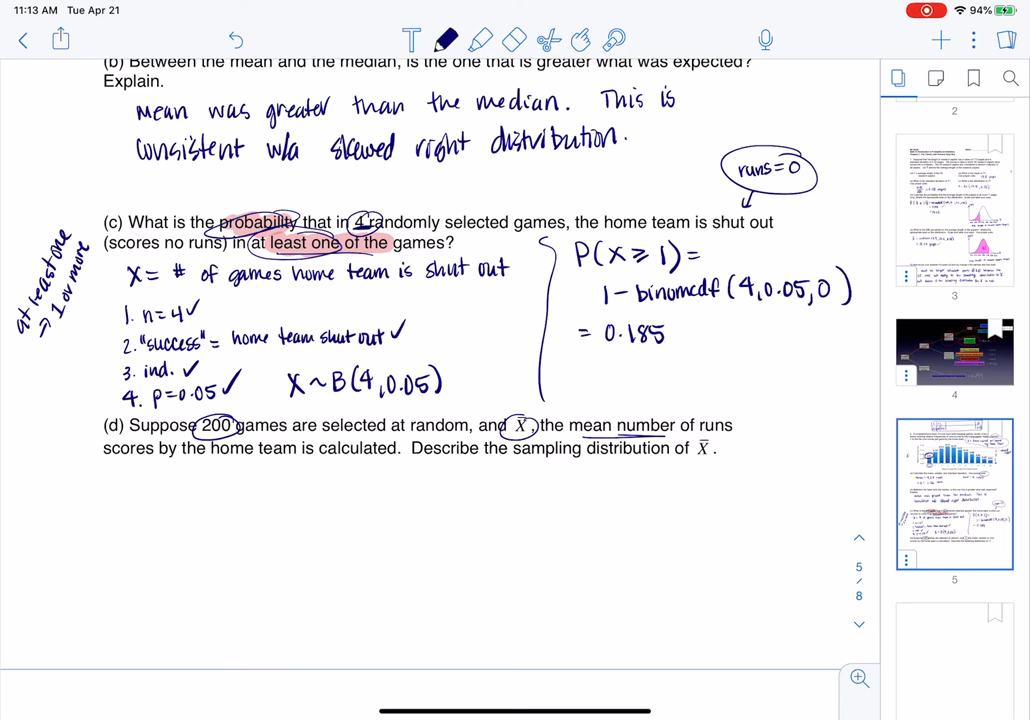 11:13 AM Tue Apr 21
94%
(b) Between the mean and the median, is the one that is greater what was expected?
Explain.
Mean was greater than the median. This is
consistent w/a skewed right distribution.
runs=0
(c) What is the probability that in 4 randomly selected games, the home team is shut out
(scores no runs) in at least one of the games?
at least one
⇒ 1 or more
X = # of games home team is shut out
1. n=4 ✓
2. "success" = home team shut out ✓
3. ind. ✓
4. p=0.05 ✓
X ~ B(4, 0.05)
P(X ≥ 1) =
1 - binomcdf(4, 0.05, 0)
= 0.185
(d) Suppose 200 games are selected at random, and X̅, the mean number of runs
scores by the home team is calculated. Describe the sampling distribution of X̅.
5
/
8
2
3
4
5